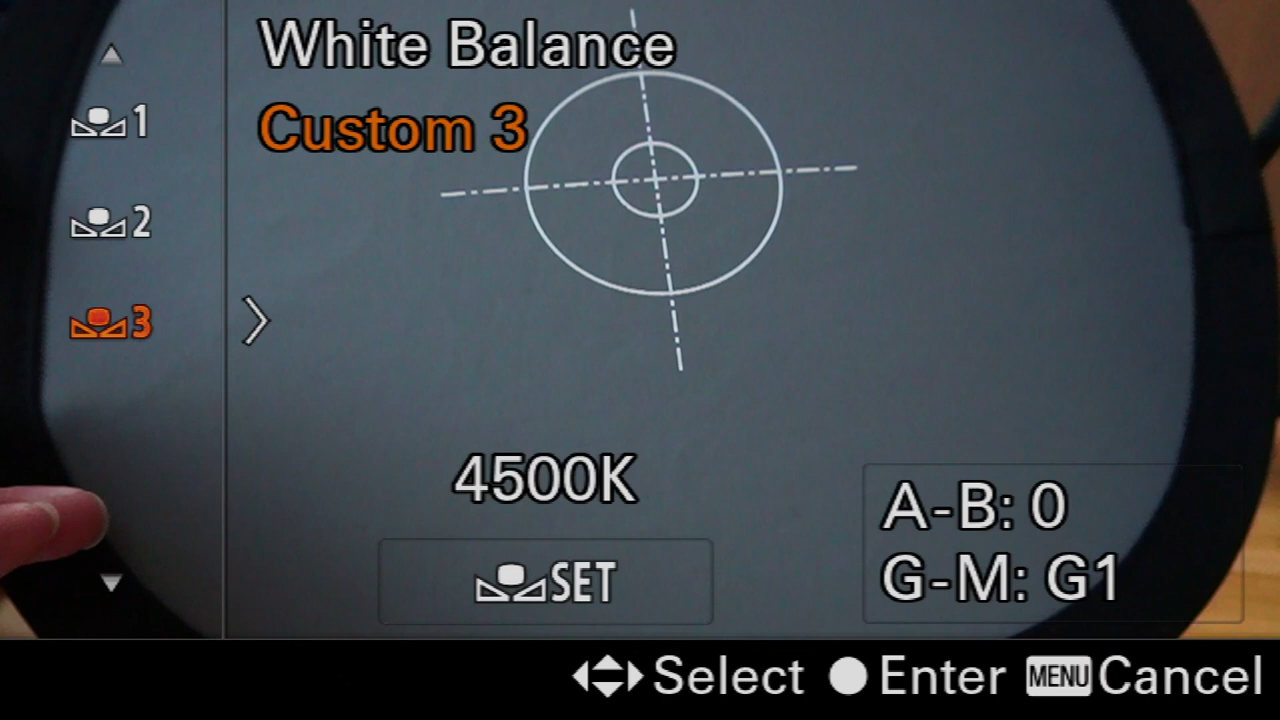 White Balance
Custom 3
1
2
3
4500K
SET
A-B: 0
G-M: G1
Select Enter MENU Cancel